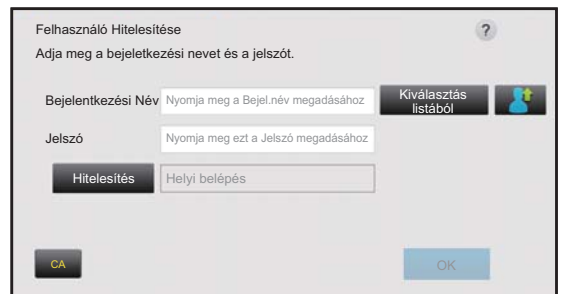 Felhasználó Hitelesítése
?
Adja meg a bejeletkezési nevet és a jelszót.
Bejelentkezési Név
Nyomja meg a Bejel.név megadásához
Kiválasztás
listából
Jelszó
Nyomja meg ezt a Jelszó megadásához
Hitelesítés
Helyi belépés
CA
OK